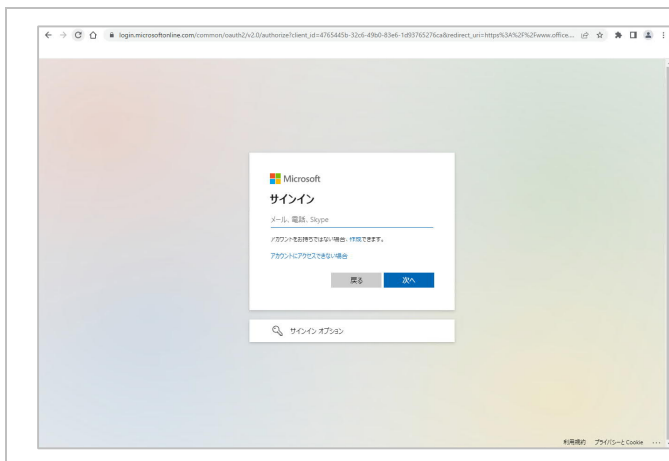 login.microsoftonline.com/common/oauth2/v2.0/authorize?client_id=4765445b-32c6-49b0-83e6-1d93765276ca&redirect_uri=https%3A%2F%2Fwww.office...
Microsoft
サインイン
メール、電話、Skype
アカウントをお持ちではない場合、作成できます。
アカウントにアクセスできない場合
戻る
次へ
サインイン オプション
利用規約 プライバシーと Cookie ...